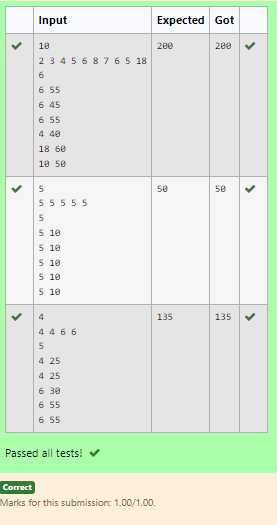 Input Expected Got
10 200 200
2 3 4 5 6 8 7 6 5 18
6
6 55
6 45
6 55
4 40
18 60
10 50
5 50 50
5 5 5 5 5
5
5 10
5 10
5 10
5 10
5 10
4 135 135
4 4 6 6
5
4 25
4 25
6 30
6 55
6 55
Passed all tests!
Correct
Marks for this submission: 1.00/1.00.